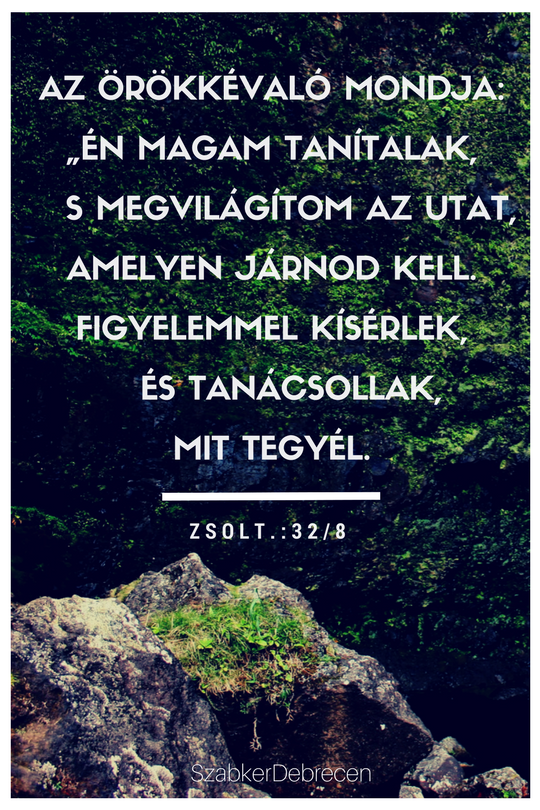 AZ ÖRÖKKÉVALÓ MONDJA:
„ÉN MAGAM TANÍTALAK,
S MEGVILÁGÍTOM AZ UTAT,
AMELYEN JÁRNOD KELL.
FIGYELEMMEL KÍSÉRLEK,
ÉS TANÁCSOLLAK,
MIT TEGYÉL.
ZSOLT.:32/8
SzabkerDebrecen